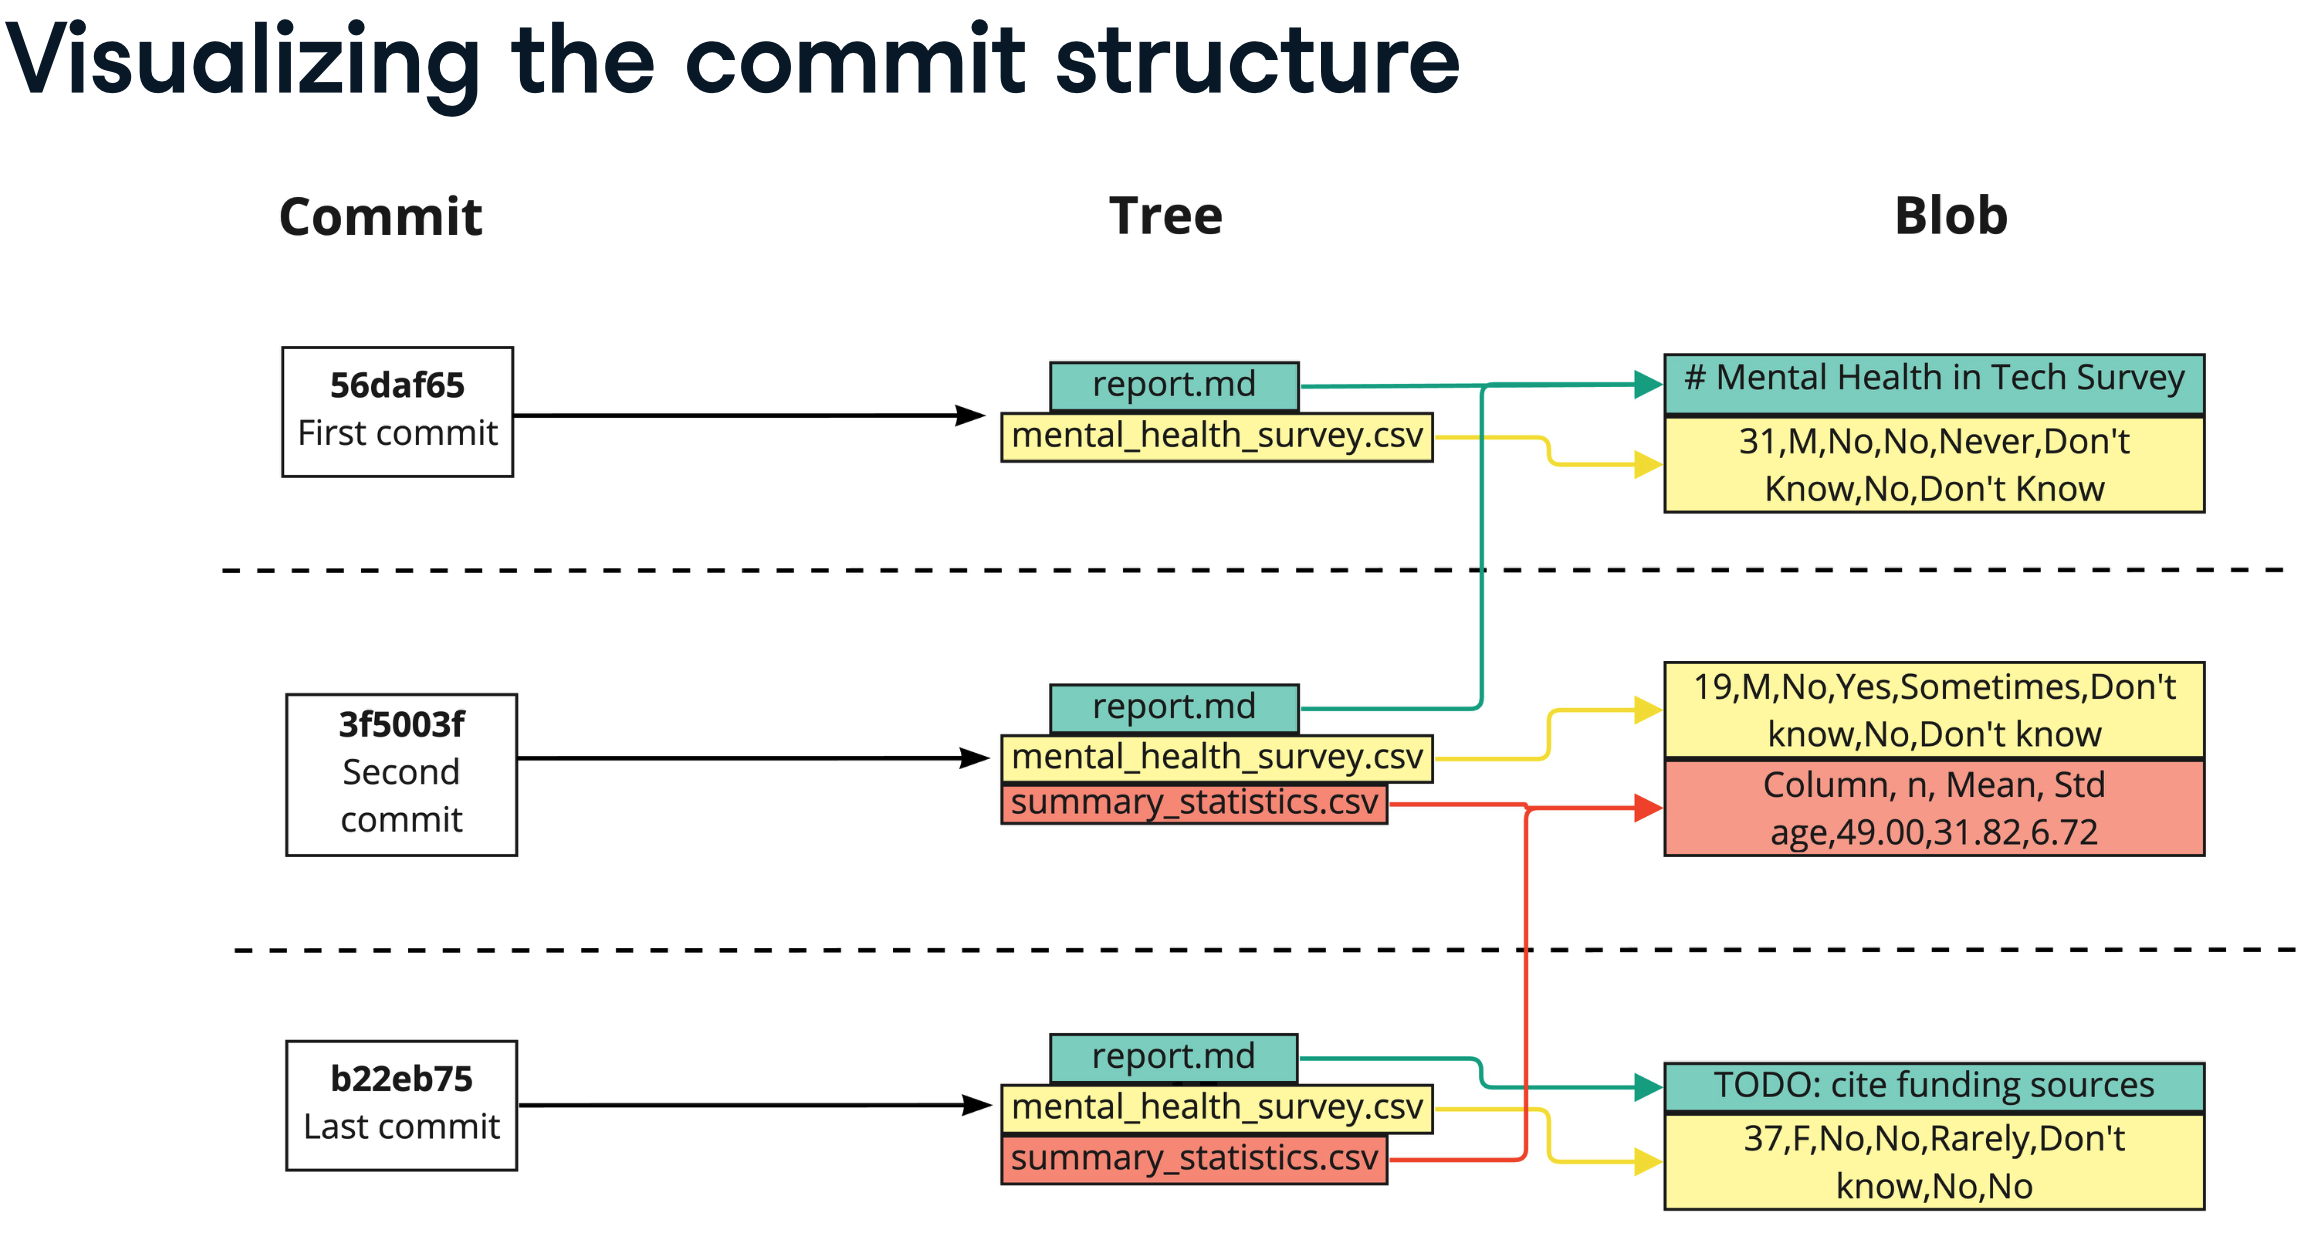 Visualizing the commit structure
Commit
Tree
Blob
56daf65
First commit
report.md
mental_health_survey.csv
# Mental Health in Tech Survey
31,M,No,No,Never,Don't
Know,No,Don't Know
3f5003f
Second
commit
report.md
mental_health_survey.csv
summary_statistics.csv
19,M,No,Yes,Sometimes,Don't
know,No,Don't know
Column, n, Mean, Std
age,49.00,31.82,6.72
b22eb75
Last commit
report.md
mental_health_survey.csv
summary_statistics.csv
TODO: cite funding sources
37,F,No,No,Rarely,Don't
know,No,No